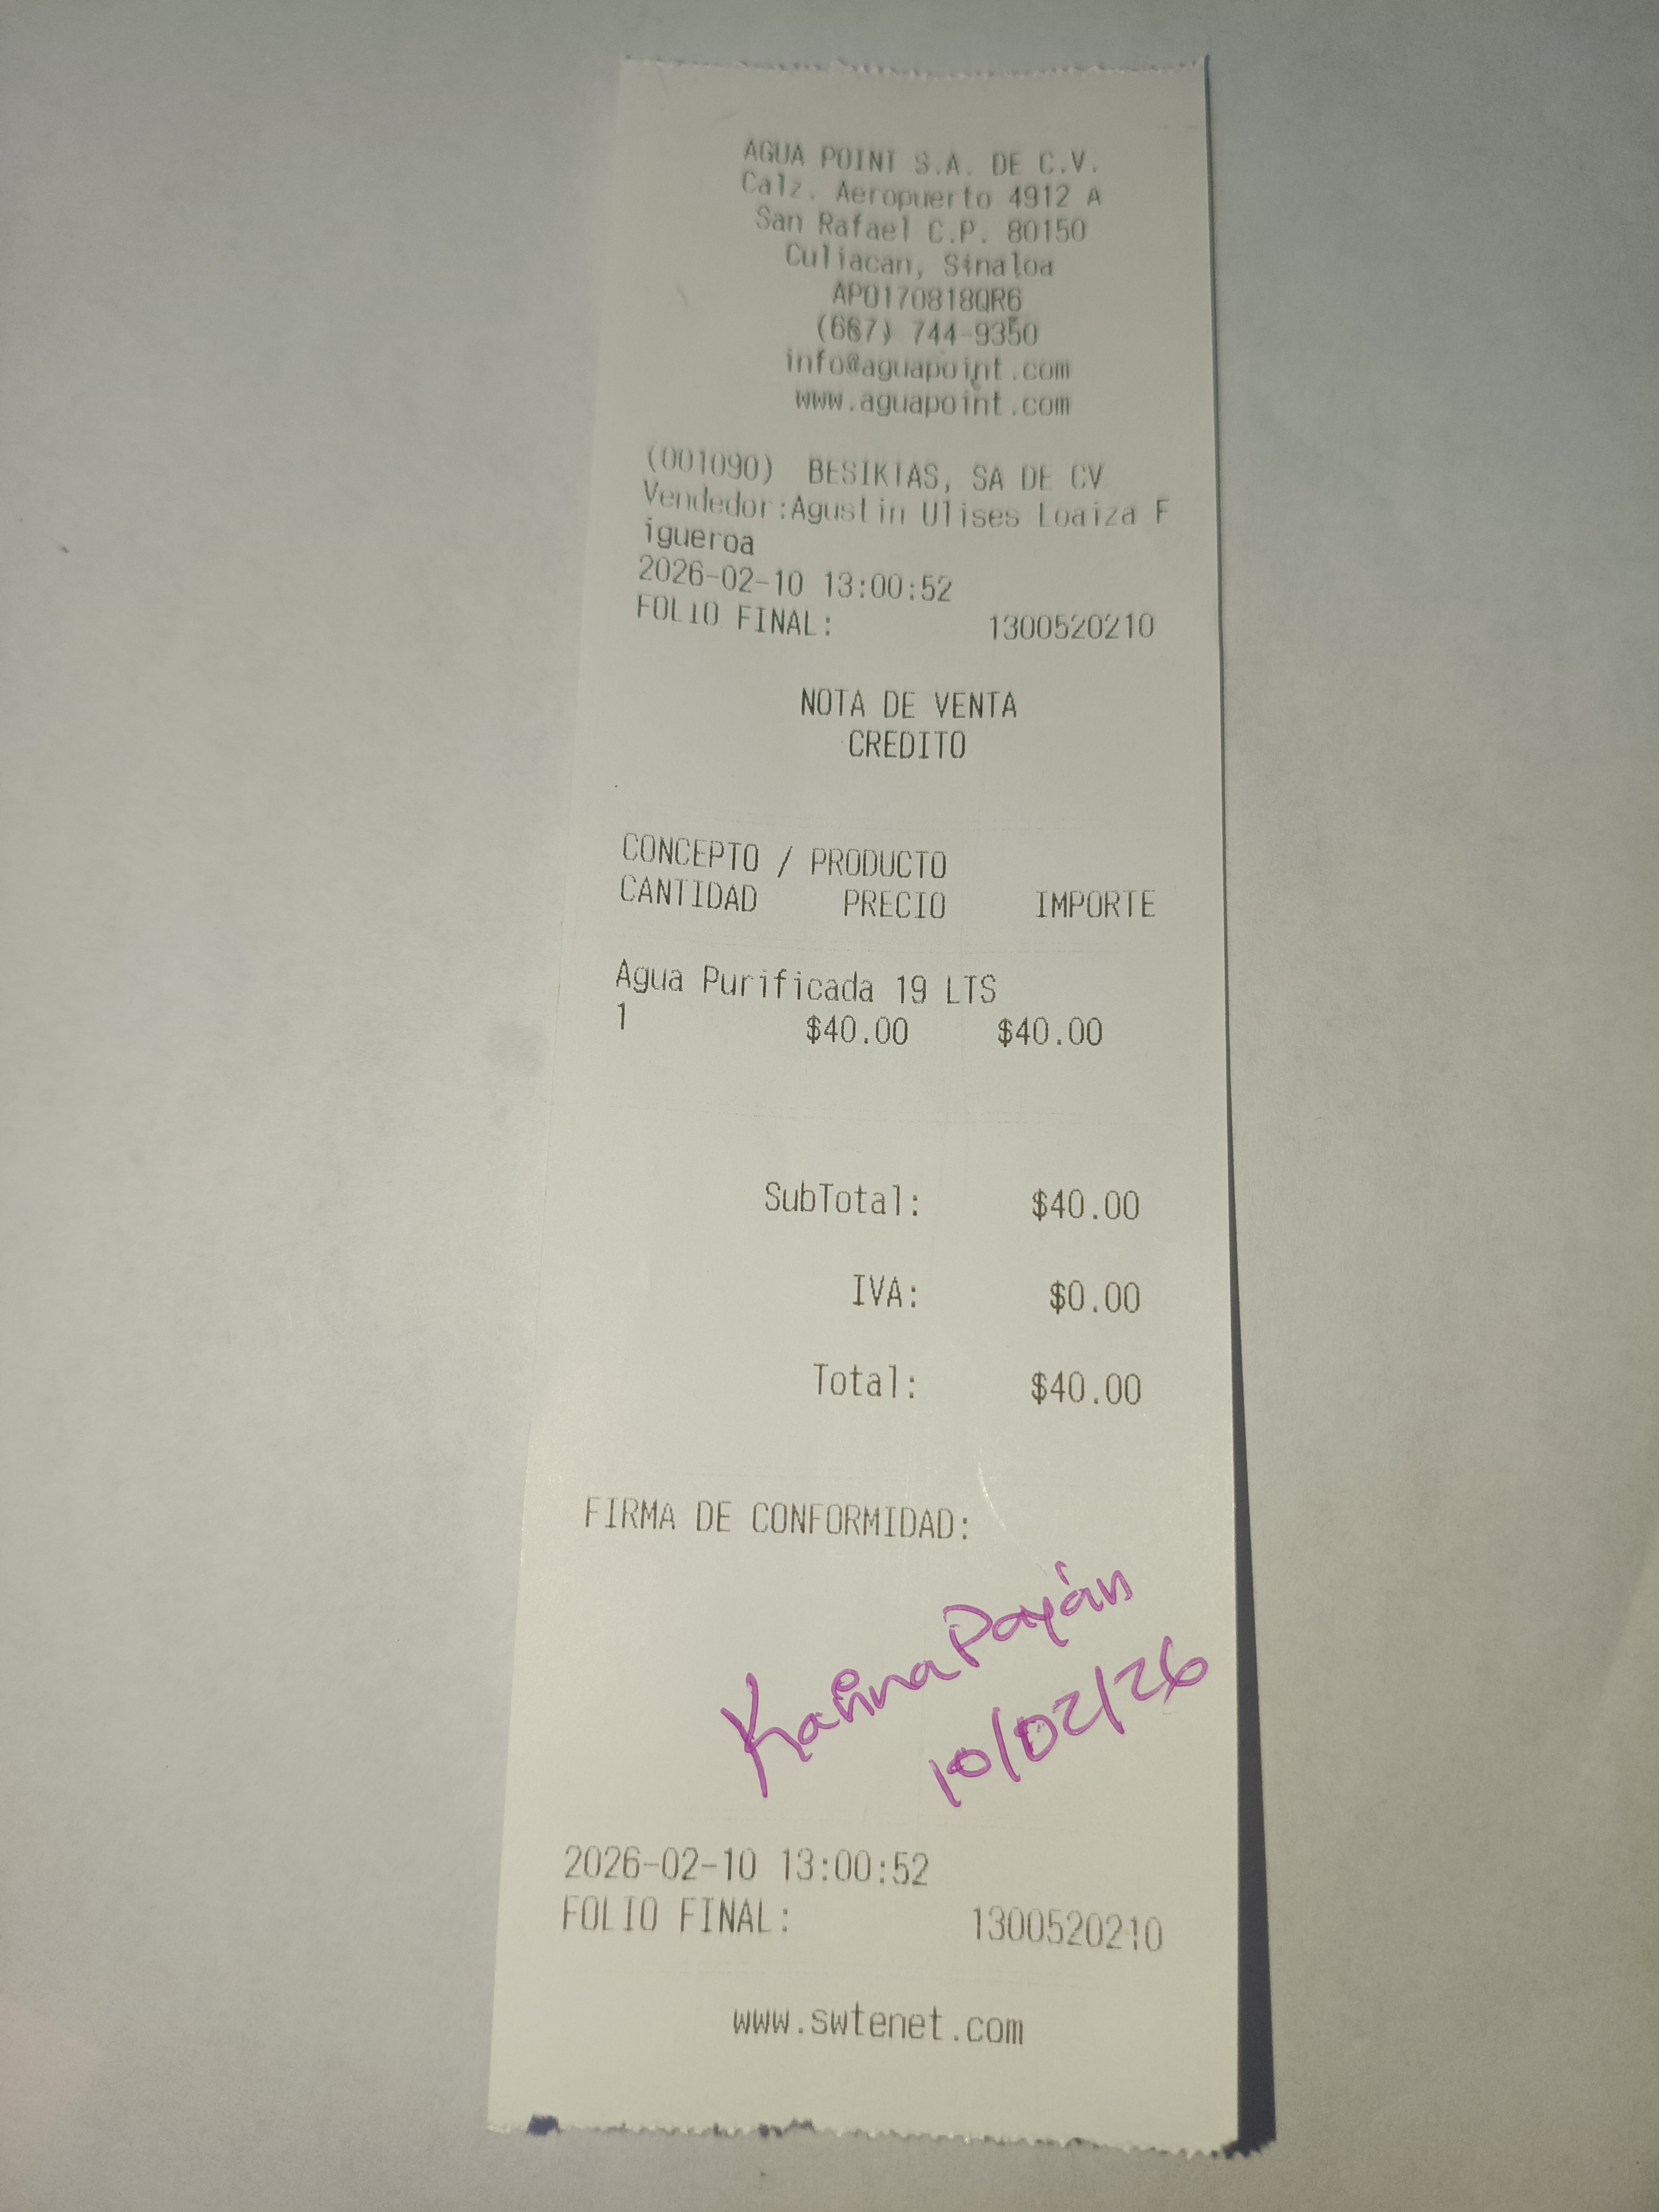 AGUA POINT S.A. DE C.V.
Calz. Aeropuerto 4912 A
San Rafael C.P. 80150
Culiacan, Sinaloa
APO170818QR6
(667) 744-9350
info@aguapoint.com
www.aguapoint.com
(001090) BESIKIAS, SA DE CV
Vendedor:Agustin Ulises Loaiza F
igueroa
2026-02-10 13:00:52
FOLIO FINAL: 1300520210
NOTA DE VENTA
CREDITO
CONCEPTO / PRODUCTO
CANTIDAD PRECIO IMPORTE
Agua Purificada 19 LTS
1 $40.00 $40.00
SubTotal: $40.00
IVA: $0.00
Total: $40.00
FIRMA DE CONFORMIDAD:
Karina Payán
10/02/26
2026-02-10 13:00:52
FOLIO FINAL: 1300520210
www.swtenet.com